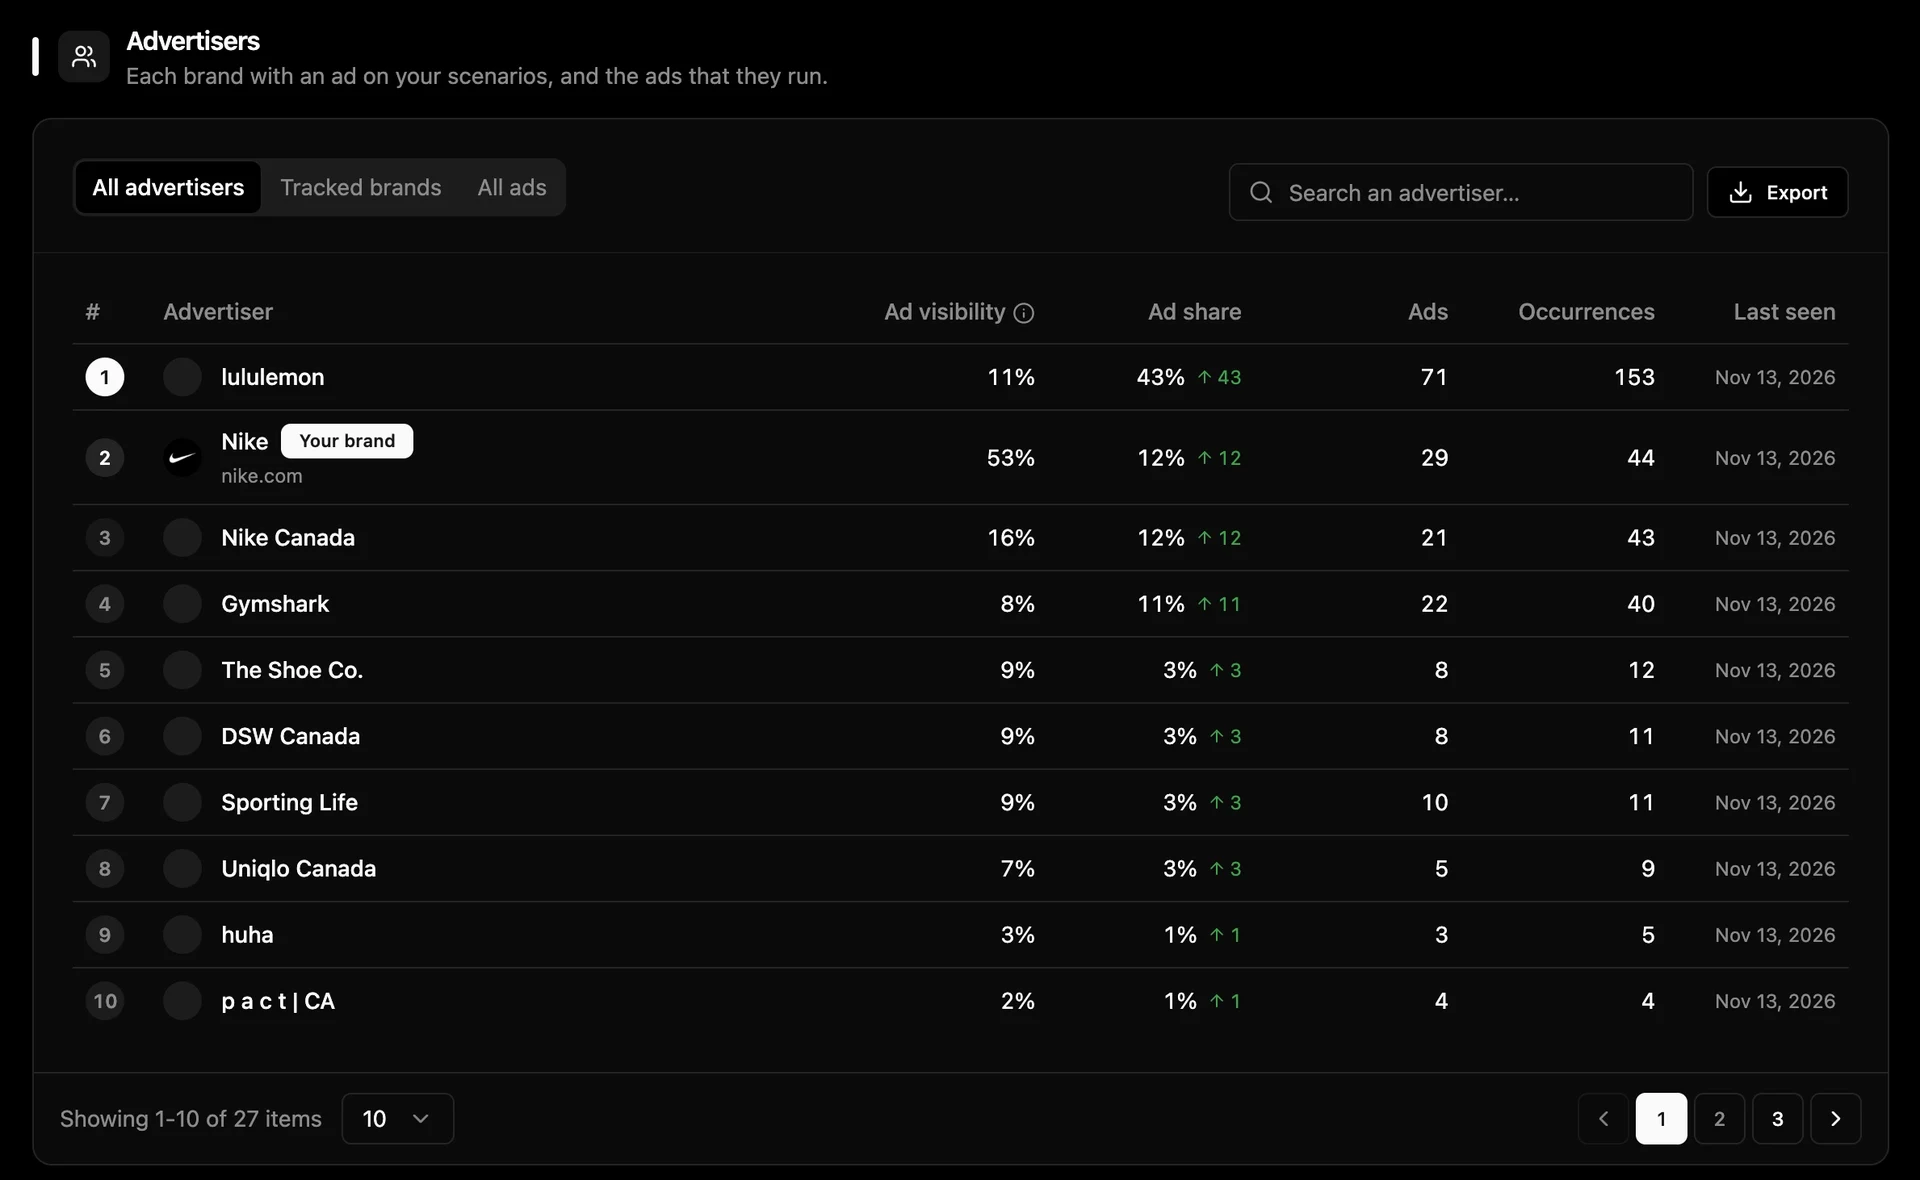 Advertisers
Each brand with an ad on your scenarios, and the ads that they run.
All advertisers Tracked brands All ads
Search an advertiser...
Export
# Advertiser Ad visibility Ad share Ads Occurrences Last seen
1 lululemon 11% 43% ↑ 43 71 153 Nov 13, 2026
2 Nike Your brand 53% 12% ↑ 12 29 44 Nov 13, 2026
nike.com
3 Nike Canada 16% 12% ↑ 12 21 43 Nov 13, 2026
4 Gymshark 8% 11% ↑ 11 22 40 Nov 13, 2026
5 The Shoe Co. 9% 3% ↑ 3 8 12 Nov 13, 2026
6 DSW Canada 9% 3% ↑ 3 8 11 Nov 13, 2026
7 Sporting Life 9% 3% ↑ 3 10 11 Nov 13, 2026
8 Uniqlo Canada 7% 3% ↑ 3 5 9 Nov 13, 2026
9 huha 3% 1% ↑ 1 3 5 Nov 13, 2026
10 p a c t | CA 2% 1% ↑ 1 4 4 Nov 13, 2026
Showing 1-10 of 27 items 10 1 2 3